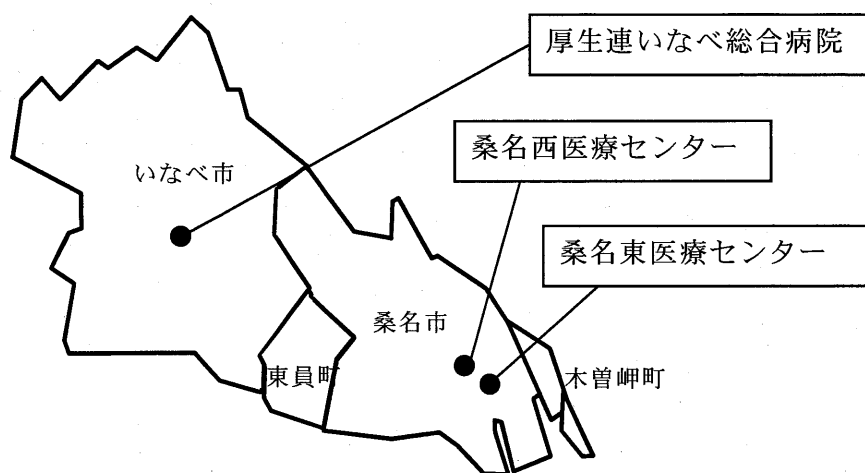 厚生連いなべ総合病院
桑名西医療センター
いなべ市
桑名東医療センター
桑名市
東員町
木曽岬町